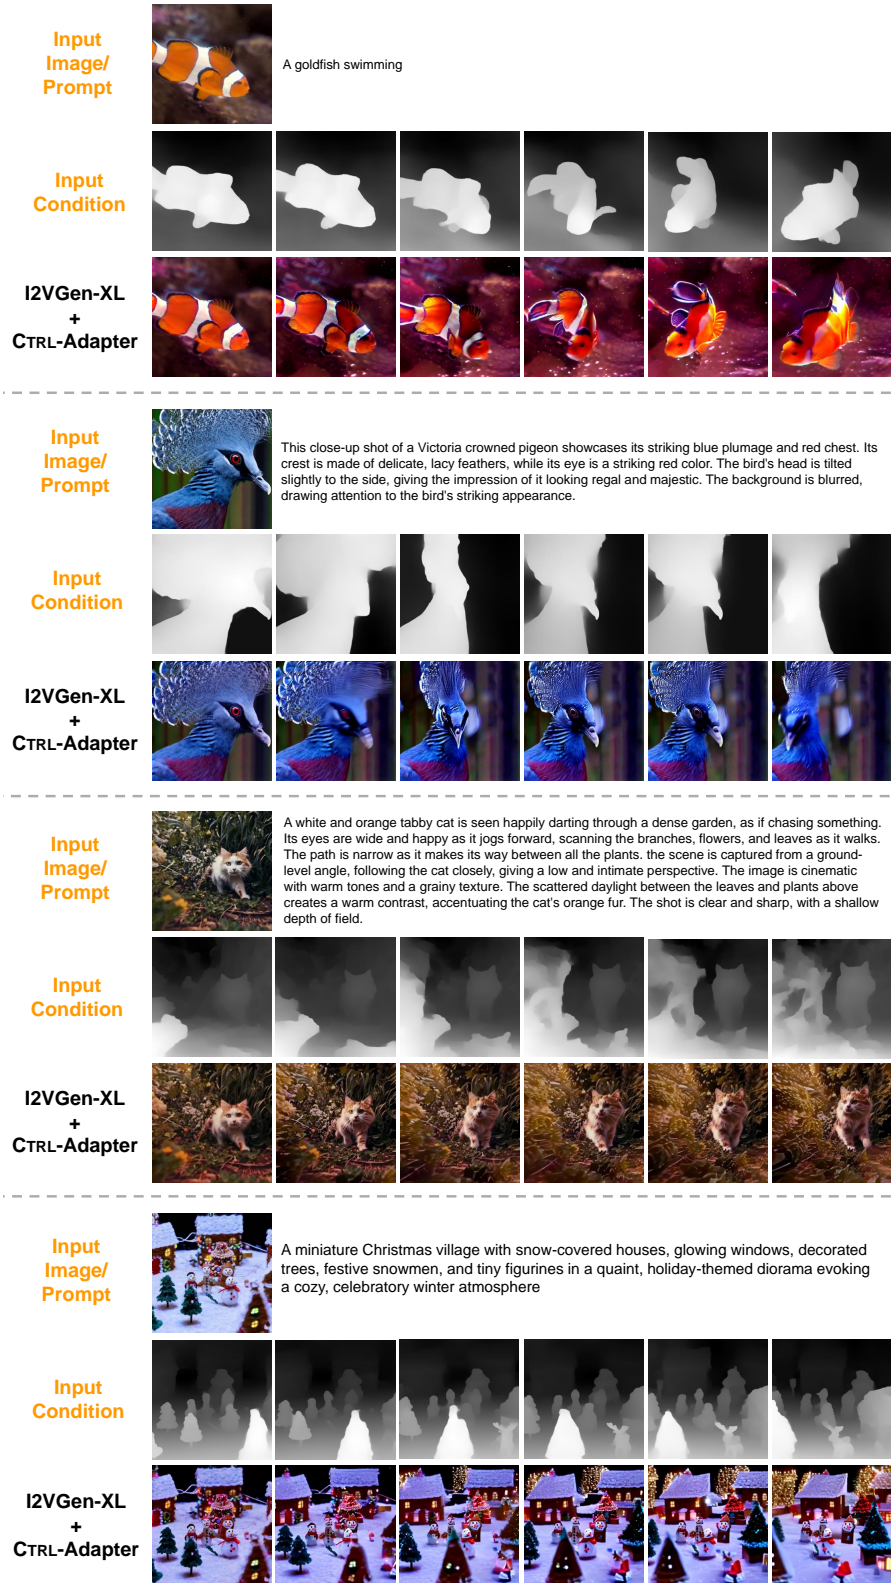 Input
Image/
Prompt
A goldfish swimming
Input
Condition
I2VGen-XL
+
CTRL-Adapter
Input
Image/
Prompt
This close-up shot of a Victoria crowned pigeon showcases its striking blue plumage and red chest. Its
crest is made of delicate, lacy feathers, while its eye is a striking red color. The bird's head is tilted
slightly to the side, giving the impression of it looking regal and majestic. The background is blurred,
drawing attention to the bird's striking appearance.
Input
Condition
I2VGen-XL
+
CTRL-Adapter
Input
Image/
Prompt
A white and orange tabby cat is seen happily darting through a dense garden, as if chasing something.
Its eyes are wide and happy as it jogs forward, scanning the branches, flowers, and leaves as it walks.
The path is narrow as it makes its way between all the plants. the scene is captured from a ground-
level angle, following the cat closely, giving a low and intimate perspective. The image is cinematic
with warm tones and a grainy texture. The scattered daylight between the leaves and plants above
creates a warm contrast, accentuating the cat's orange fur. The shot is clear and sharp, with a shallow
depth of field.
Input
Condition
I2VGen-XL
+
CTRL-Adapter
Input
Image/
Prompt
A miniature Christmas village with snow-covered houses, glowing windows, decorated
trees, festive snowmen, and tiny figurines in a quaint, holiday-themed diorama evoking
a cozy, celebratory winter atmosphere
Input
Condition
I2VGen-XL
+
CTRL-Adapter